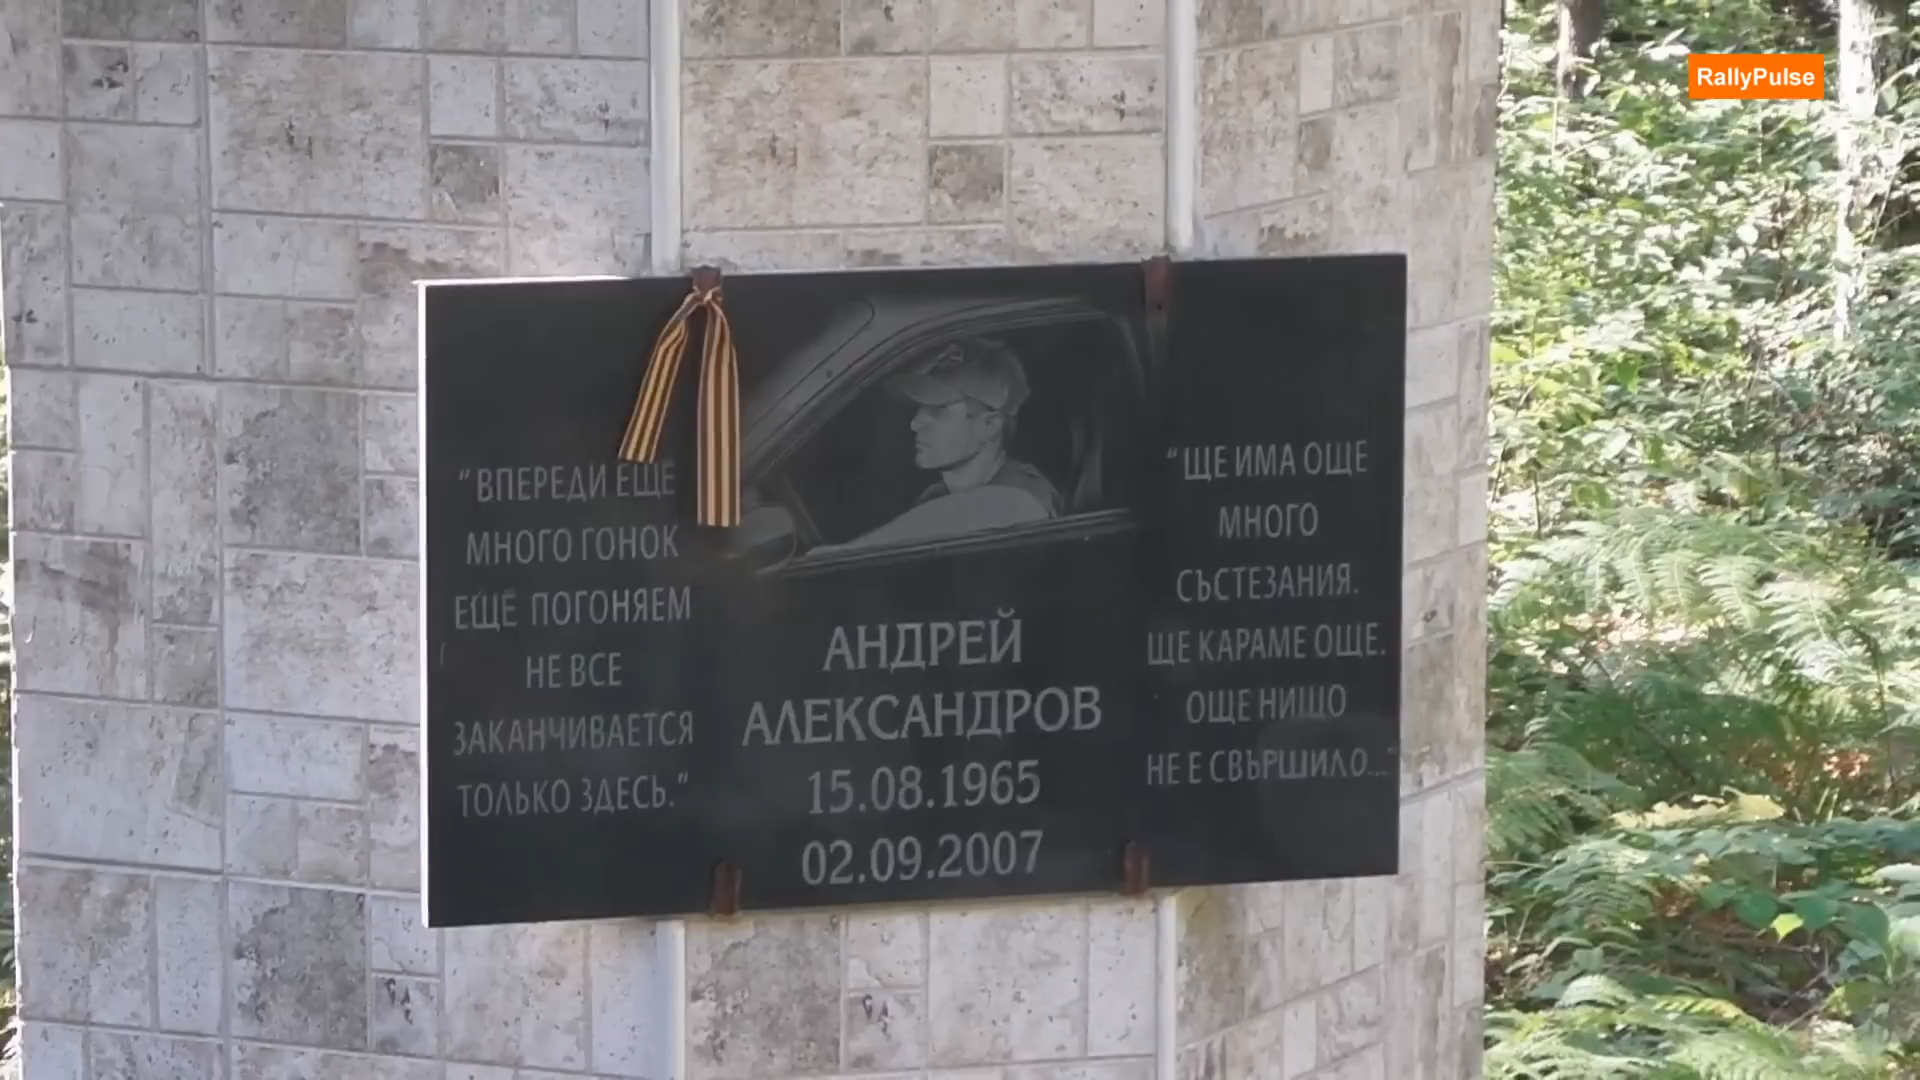 RallyPulse
“ВПЕРЕДИ ЕЩЕ
МНОГО ГОНОК
ЕЩЁ ПОГОНЯЕМ
НЕ ВСЕ
ЗАКАНЧИВАЕТСЯ
ТОЛЬКО ЗДЕСЬ.”
АНДРЕЙ
АЛЕКСАНДРОВ
15.08.1965
02.09.2007
“ЩЕ ИМА ОЩЕ
МНОГО
СЪСТЕЗАНИЯ.
ЩЕ КАРАМЕ ОЩЕ.
ОЩЕ НИЩО
НЕ Е СВЪРШИЛО...”